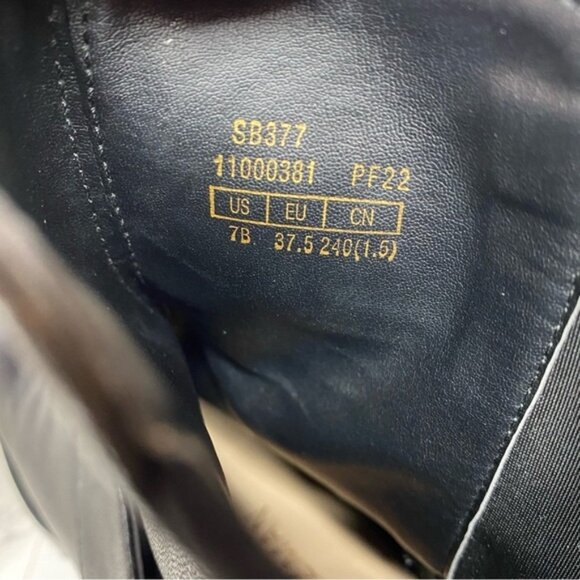 SB377
11000381 PF22
US EU CN
7B 37.5 240(1.5)